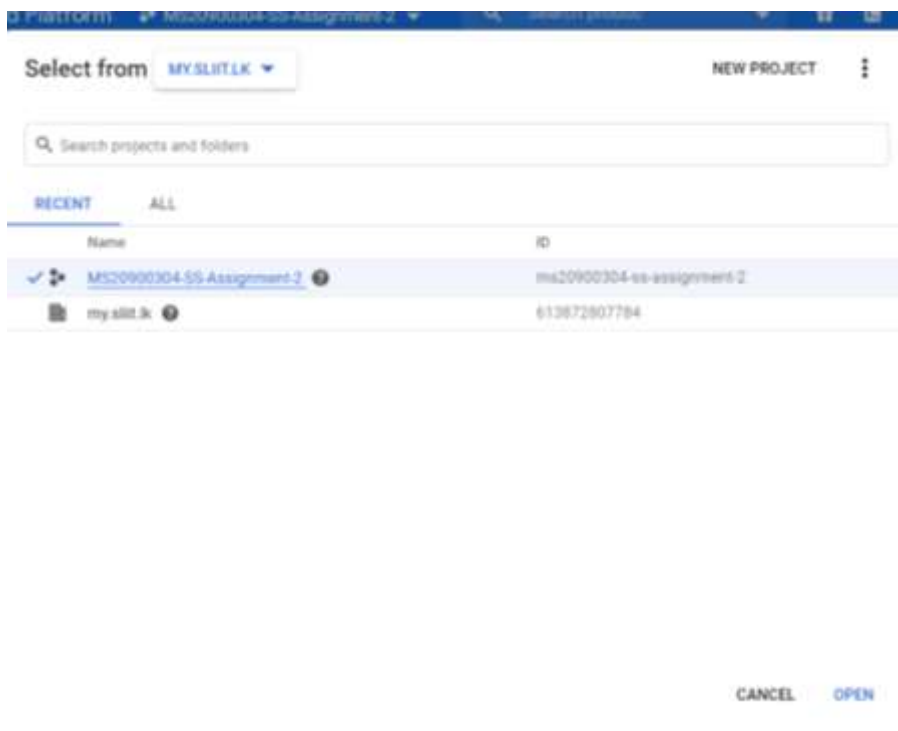 d Platform MS20900304-SS-Assignment-2
Select from MY.SLIIT.LK NEW PROJECT
Search projects and folders
RECENT ALL
Name ID
MS20900304-SS-Assignment-2 ms20900304-ss-assignment-2
my.sliit.lk 613872807784
CANCEL OPEN